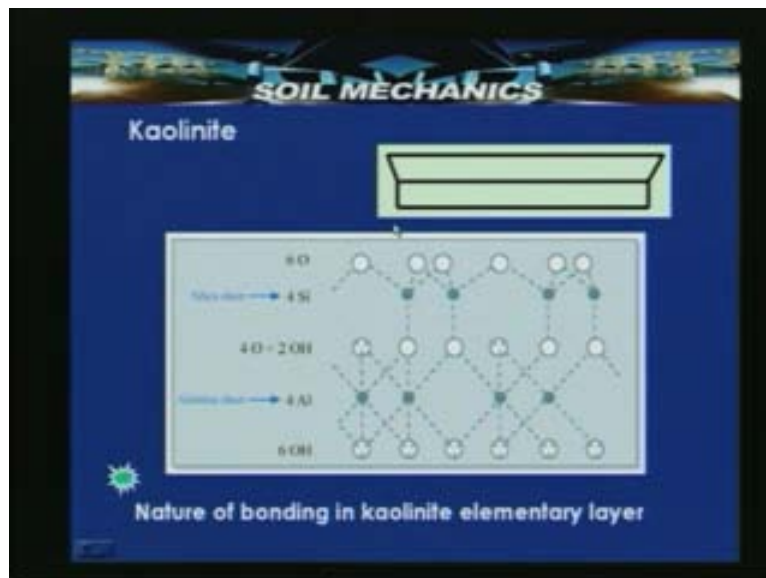 SOIL MECHANICS
Kaolinite
6 O
4 Si
4 O + 2 OH
4 Al
6 OH
Nature of bonding in kaolinite elementary layer